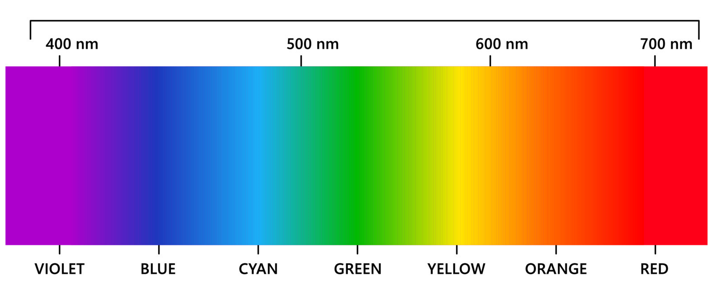 400 nm 500 nm 600 nm 700 nm
VIOLET BLUE CYAN GREEN YELLOW ORANGE RED